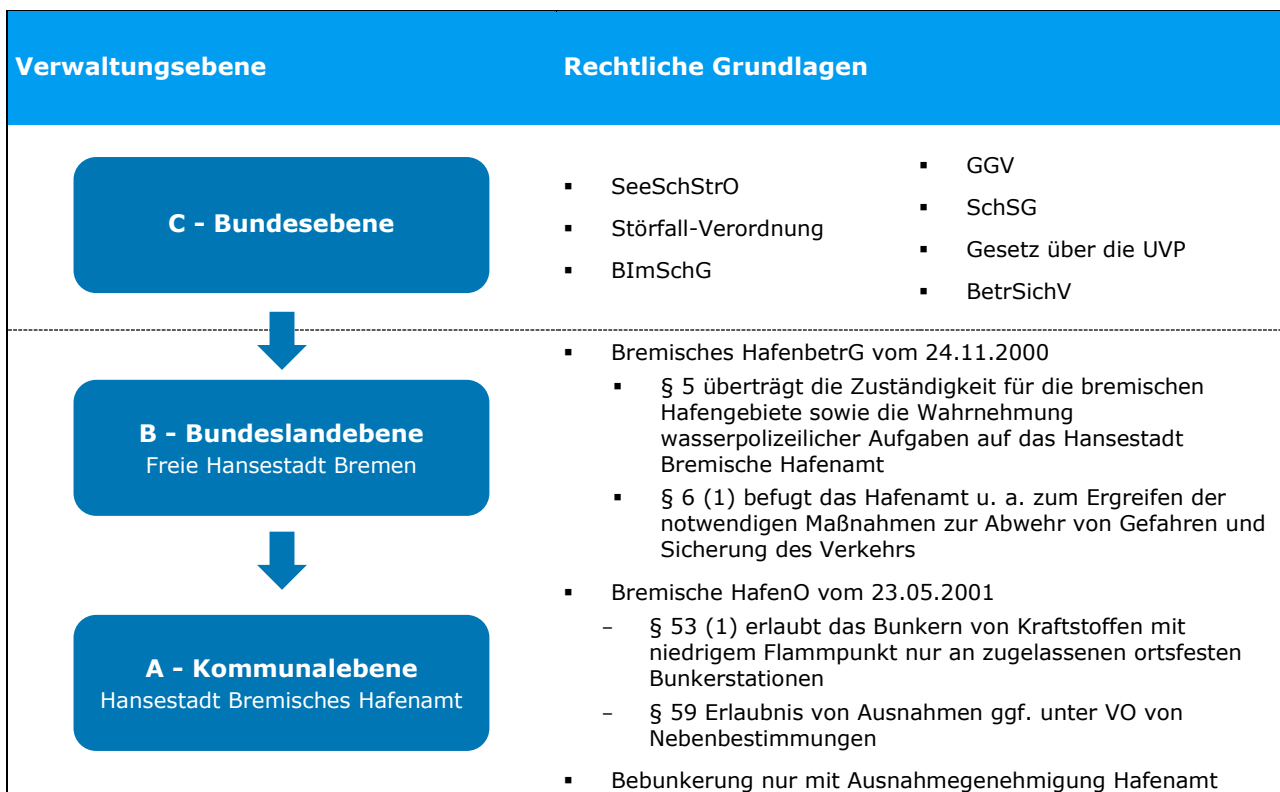 Verwaltungsebene
Rechtliche Grundlagen
C - Bundesebene
SeeSchStrO
Störfall-Verordnung
BImSchG
GGV
SchSG
Gesetz über die UVP
BetrSichV
B - Bundeslandebene
Freie Hansestadt Bremen
Bremisches HafenbetrG vom 24.11.2000
§ 5 überträgt die Zuständigkeit für die bremischen
Hafengebiete sowie die Wahrnehmung
wasserpolizeilicher Aufgaben auf das Hansestadt
Bremische Hafenamt
§ 6 (1) befugt das Hafenamt u. a. zum Ergreifen der
notwendigen Maßnahmen zur Abwehr von Gefahren und
Sicherung des Verkehrs
A - Kommunalebene
Hansestadt Bremisches Hafenamt
Bremische HafenO vom 23.05.2001
– § 53 (1) erlaubt das Bunkern von Kraftstoffen mit
niedrigem Flammpunkt nur an zugelassenen ortsfesten
Bunkerstationen
– § 59 Erlaubnis von Ausnahmen ggf. unter VO von
Nebenbestimmungen
Bebunkerung nur mit Ausnahmegenehmigung Hafenamt